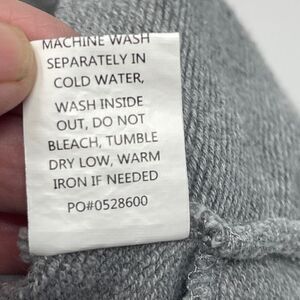 MACHINE WASH
SEPARATELY IN
COLD WATER,
WASH INSIDE
OUT, DO NOT
BLEACH, TUMBLE
DRY LOW, WARM
IRON IF NEEDED
PO#0528600